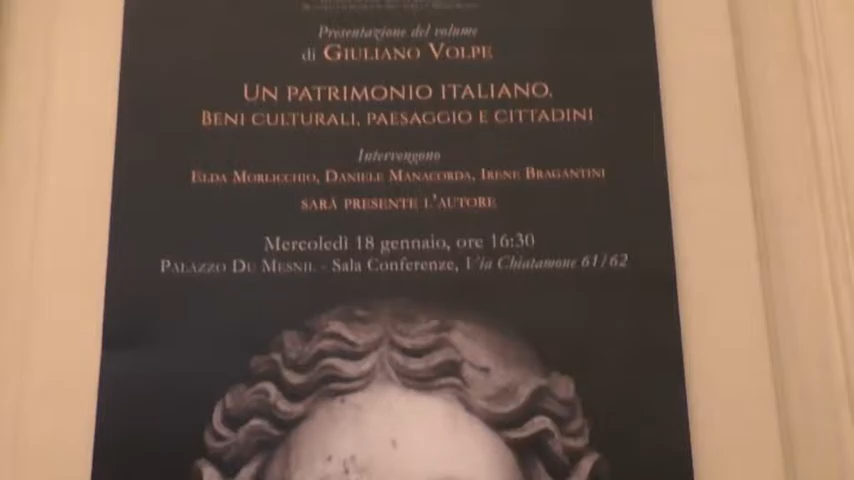 Presentazione del volume
di Giuliano Volpe
Un patrimonio italiano.
Beni culturali, paesaggio e cittadini
Intervengono
Elda Morlicchio, Daniele Manacorda, Irene Bragantini
sarà presente l'autore
Mercoledì 18 gennaio, ore 16:30
Palazzo Du Mesnil - Sala Conferenze, Via Chiatamone 61/62